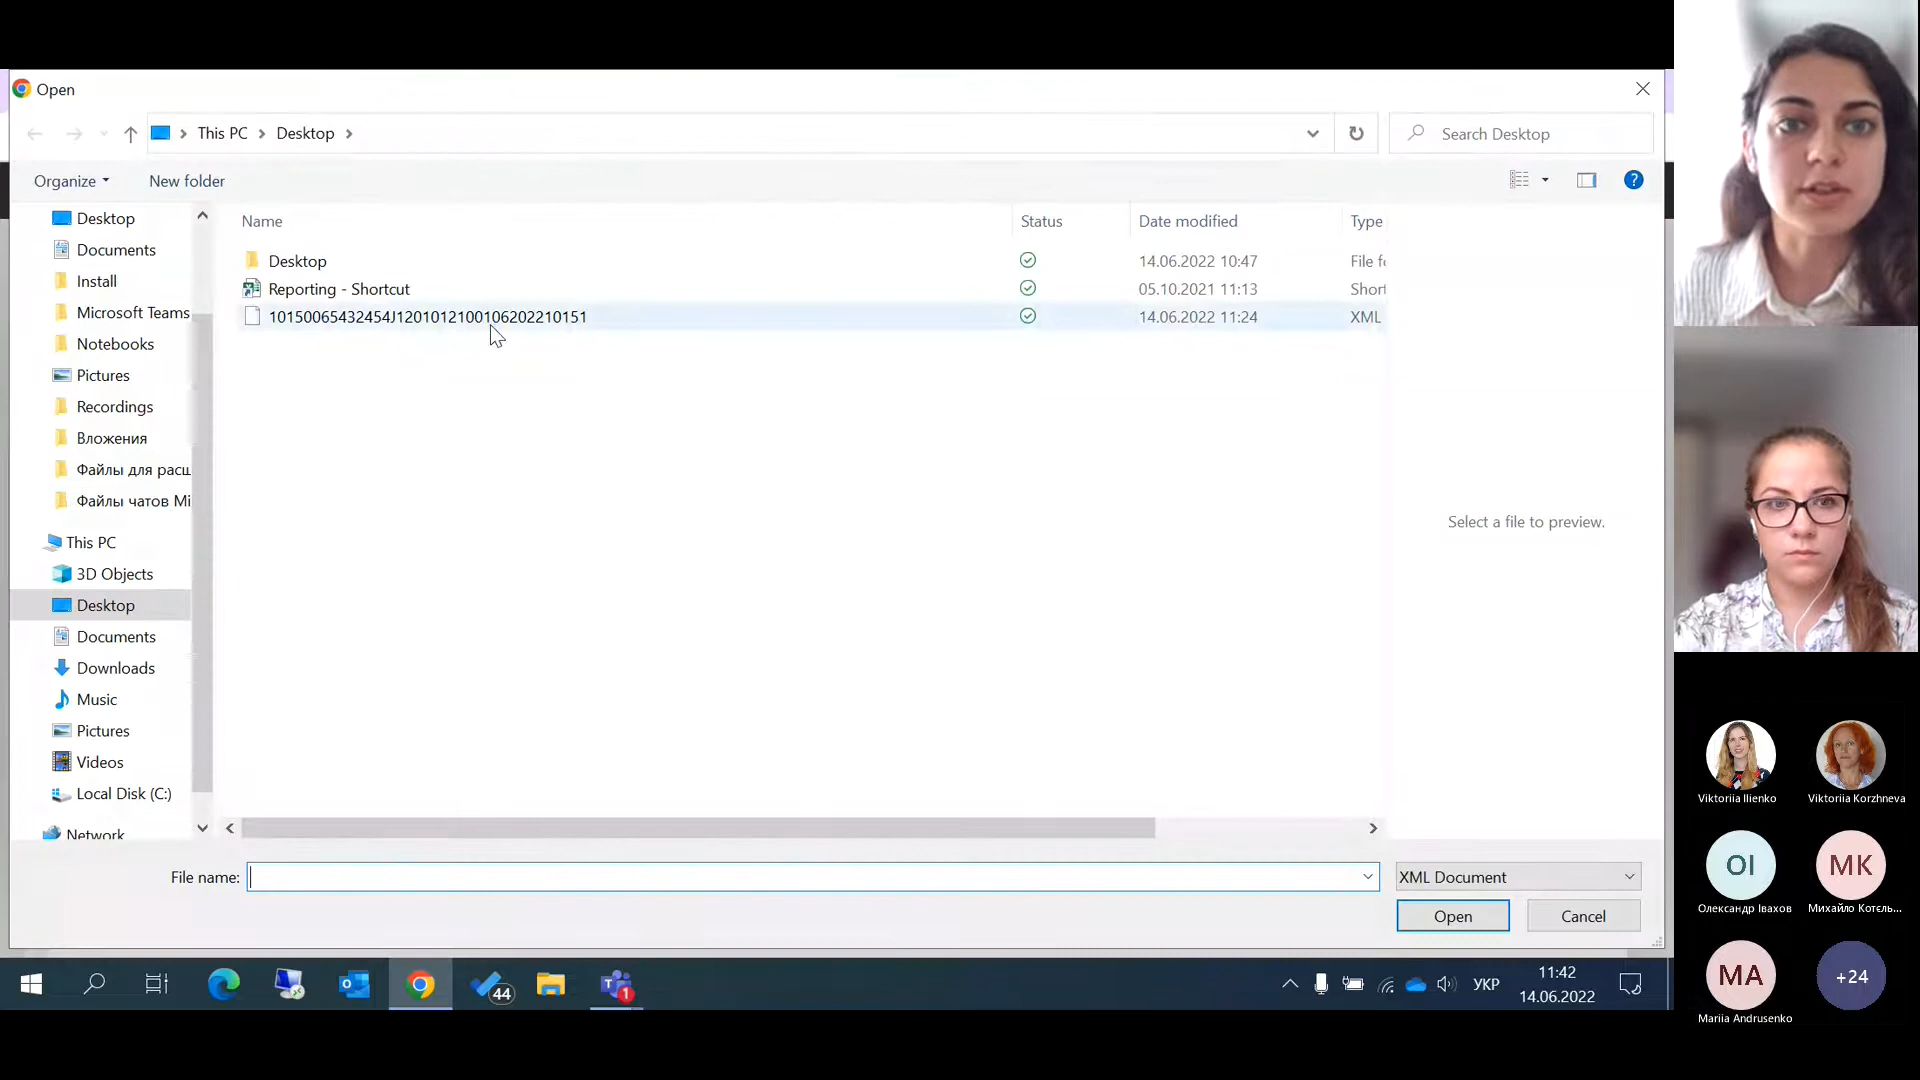 Open
This PC
Desktop
Search Desktop
Organize
New folder
?
Name
Status
Date modified
Type
Desktop
14.06.2022 10:47
File fo
Reporting - Shortcut
05.10.2021 11:13
Short
10150065432454J1201012100106202210151
14.06.2022 11:24
XML
Desktop
Documents
Install
Microsoft Teams
Notebooks
Pictures
Recordings
Вложения
Файлы для расш
Файлы чатов Mi
This PC
3D Objects
Desktop
Documents
Downloads
Music
Pictures
Videos
Local Disk (C:)
Network
Select a file to preview.
File name:
XML Document
Open
Cancel
44
1
УКР
11:42
14.06.2022
Viktoriia Ilienko
Viktoriia Korzhneva
OI
MK
Олександр Івахов
Михайло Котєль...
MA
+24
Mariia Andrusenko